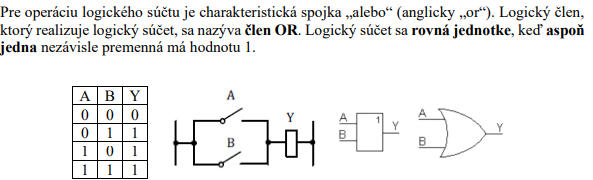 Pre operáciu logického súčtu je charakteristická spojka „alebo“ (anglicky „or“). Logický člen,
ktorý realizuje logický súčet, sa nazýva člen OR. Logický súčet sa rovná jednotke, keď aspoň
jedna nezávisle premenná má hodnotu 1.
A B Y
0 0 0
0 1 1
1 0 1
1 1 1
A
B
Y
A
B
1
Y
A
B
Y